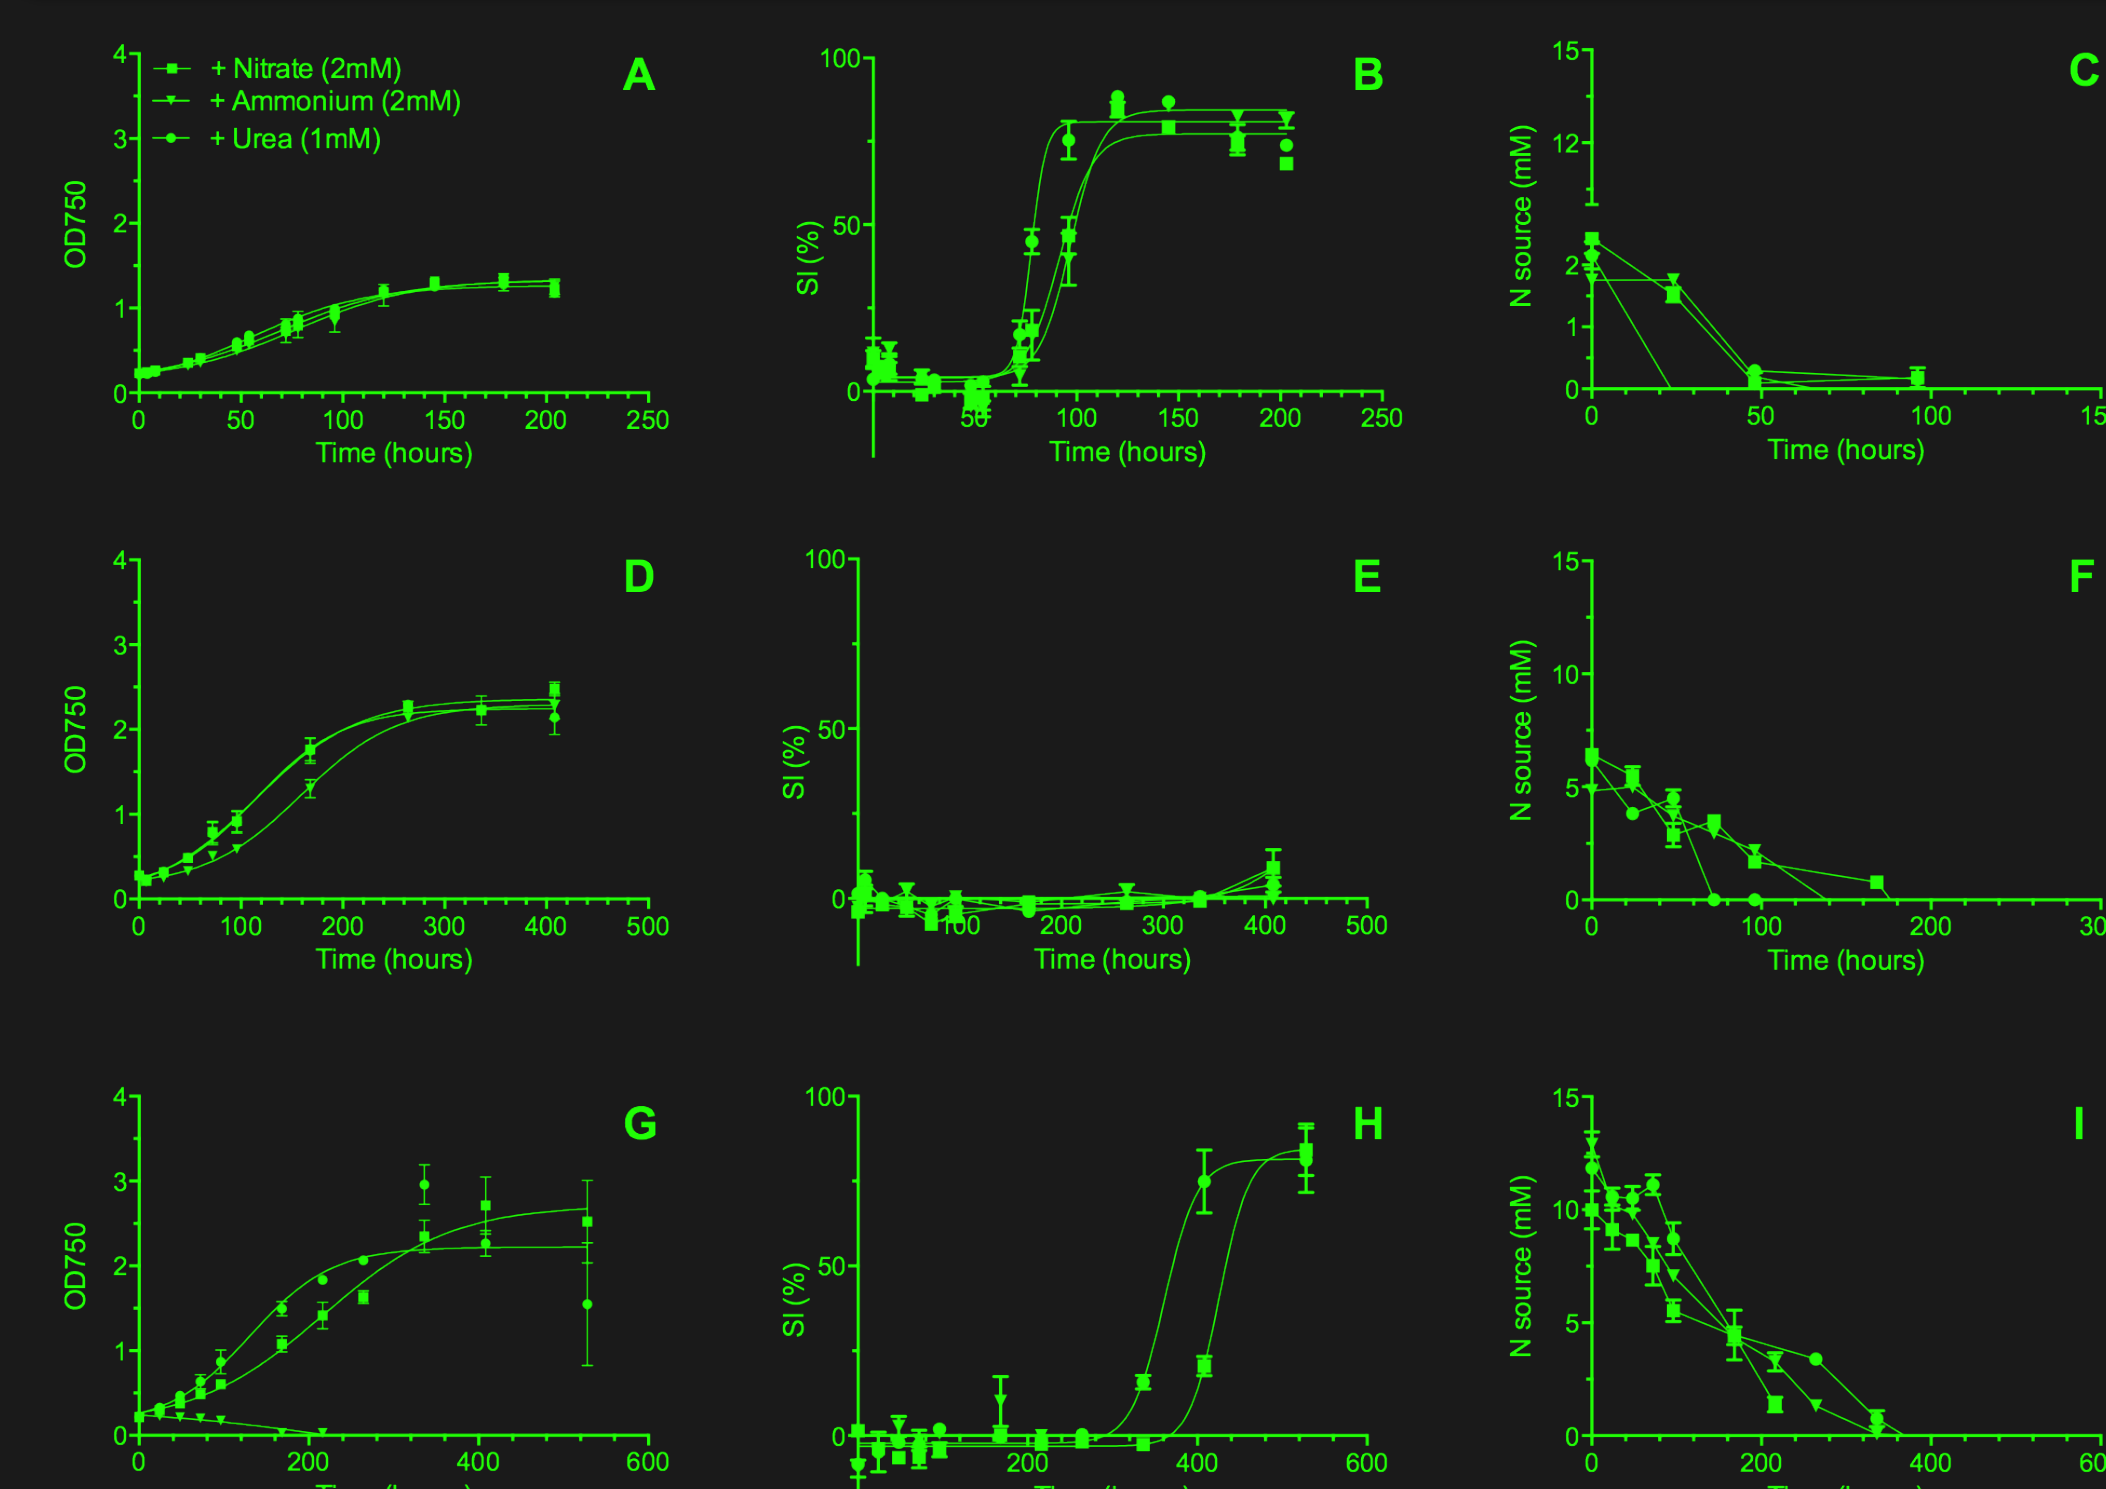 4
+ Nitrate (2mM)
A
+ Ammonium (2mM)
3
+ Urea (1mM)
OD750
2
1
0
0 50 100 150 200 250
Time (hours)
100
B
SI (%)
50
0
50 100 150 200 250
Time (hours)
15
C
12
N source (mM)
2
1
0
0 50 100 15
Time (hours)
4
D
3
OD750
2
1
0
0 100 200 300 400 500
Time (hours)
100
E
SI (%)
50
0
100 200 300 400 500
Time (hours)
15
F
10
N source (mM)
5
0
0 100 200 30
Time (hours)
4
G
3
OD750
2
1
0
0 200 400 600
100
H
SI (%)
50
0
200 400 600
15
I
10
N source (mM)
5
0
0 200 400 60